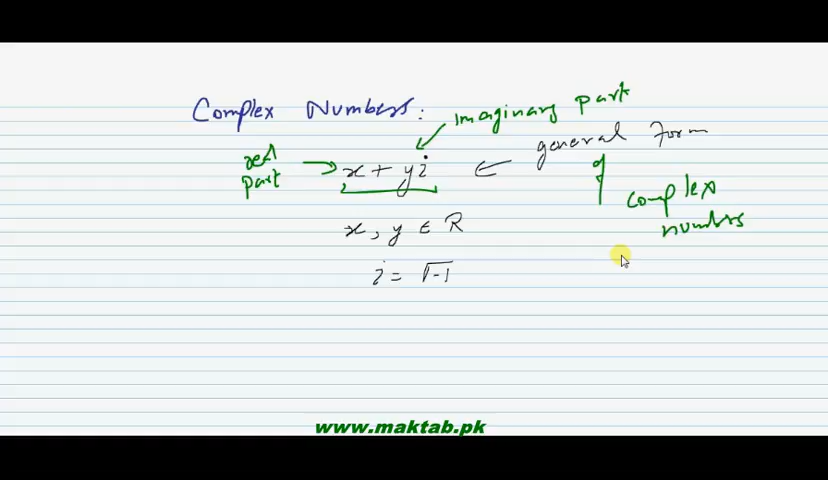 Complex Numbers:
Imaginary part
general Form
of
complex
numbers
real
part
x + yi
x, y ∈ R
i = √-1
www.maktab.pk